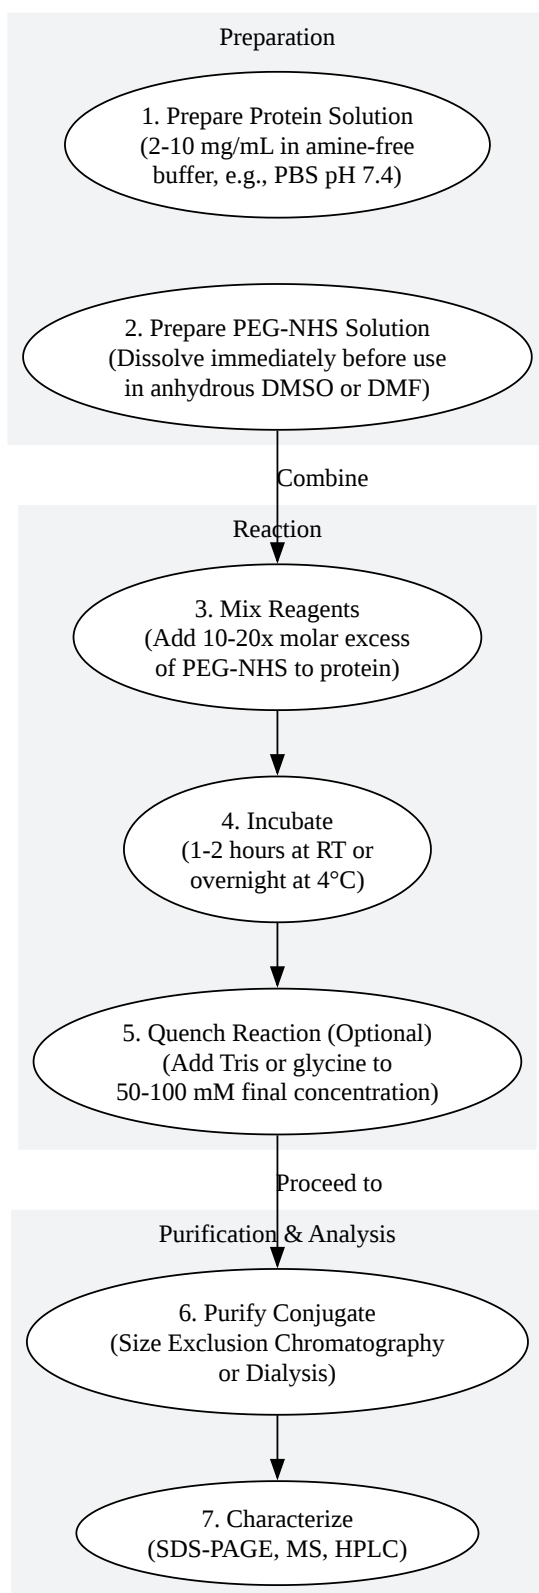 Preparation
1. Prepare Protein Solution
(2-10 mg/mL in amine-free
buffer, e.g., PBS pH 7.4)
2. Prepare PEG-NHS Solution
(Dissolve immediately before use
in anhydrous DMSO or DMF)
Combine
Reaction
3. Mix Reagents
(Add 10-20x molar excess
of PEG-NHS to protein)
4. Incubate
(1-2 hours at RT or
overnight at 4°C)
5. Quench Reaction (Optional)
(Add Tris or glycine to
50-100 mM final concentration)
Proceed to
Purification & Analysis
6. Purify Conjugate
(Size Exclusion Chromatography
or Dialysis)
7. Characterize
(SDS-PAGE, MS, HPLC)